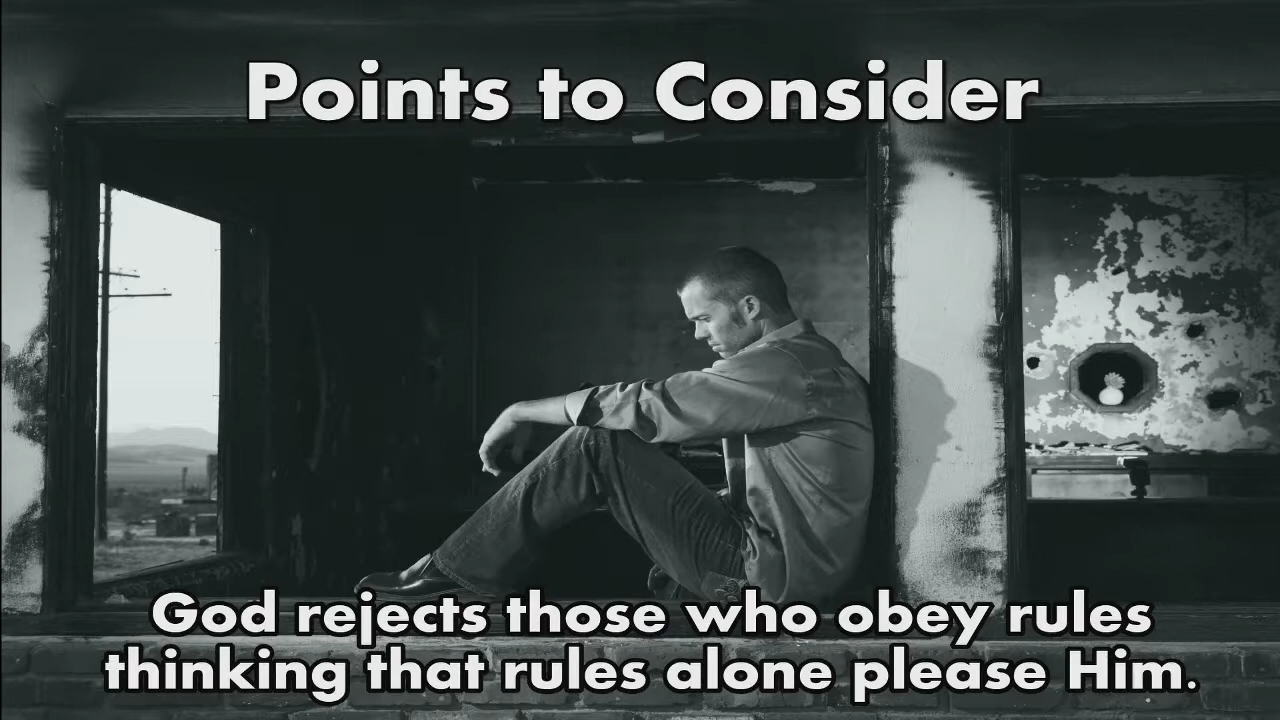 Points to Consider
God rejects those who obey rules
thinking that rules alone please Him.